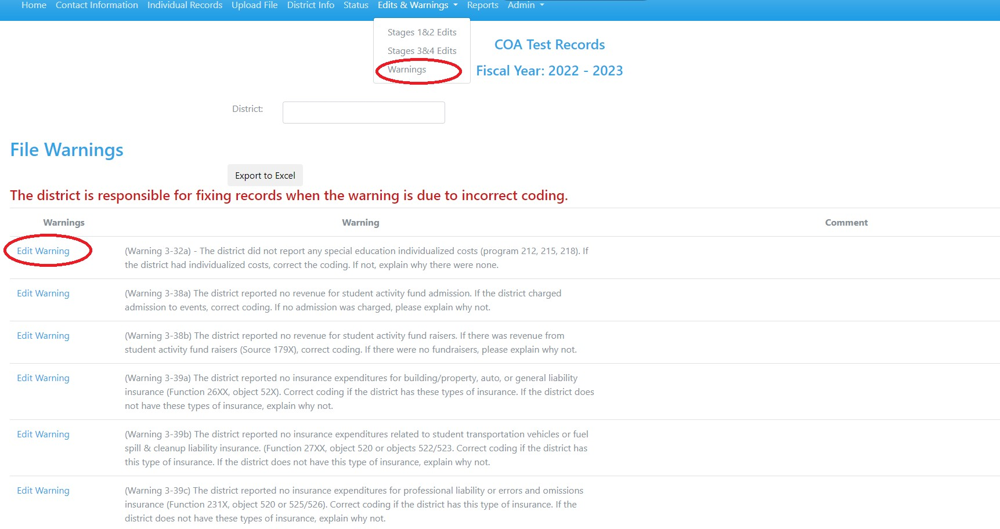 Home Contact Information Individual Records Upload File District Info Status Edits & Warnings Reports Admin
Stages 1&2 Edits
Stages 3&4 Edits
Warnings
COA Test Records
Fiscal Year: 2022 - 2023
District:
File Warnings
Export to Excel
The district is responsible for fixing records when the warning is due to incorrect coding.
Warnings Warning Comment
Edit Warning (Warning 3-32a) - The district did not report any special education individualized costs (program 212, 215, 218). If
the district had individualized costs, correct the coding. If not, explain why there were none.
Edit Warning (Warning 3-38a) The district reported no revenue for student activity fund admission. If the district charged
admission to events, correct coding. If no admission was charged, please explain why not.
Edit Warning (Warning 3-38b) The district reported no revenue for student activity fund raisers. If there was revenue from
student activity fund raisers (Source 179X), correct coding. If there were no fundraisers, please explain why not.
Edit Warning (Warning 3-39a) The district reported no insurance expenditures for building/property, auto, or general liability
insurance (Function 26XX, object 52X). Correct coding if the district has these types of insurance. If the district does
not have these types of insurance, explain why not.
Edit Warning (Warning 3-39b) The district reported no insurance expenditures related to student transportation vehicles or fuel
spill & cleanup liability insurance. (Function 27XX, object 520 or objects 522/523. Correct coding if the district has
this type of insurance. If the district does not have this type of insurance, explain why not.
Edit Warning (Warning 3-39c) The district reported no insurance expenditures for professional liability or errors and omissions
insurance (Function 231X, object 520 or 525/526). Correct coding if the district has this type of insurance. If the
district does not have these types of insurance, explain why not.